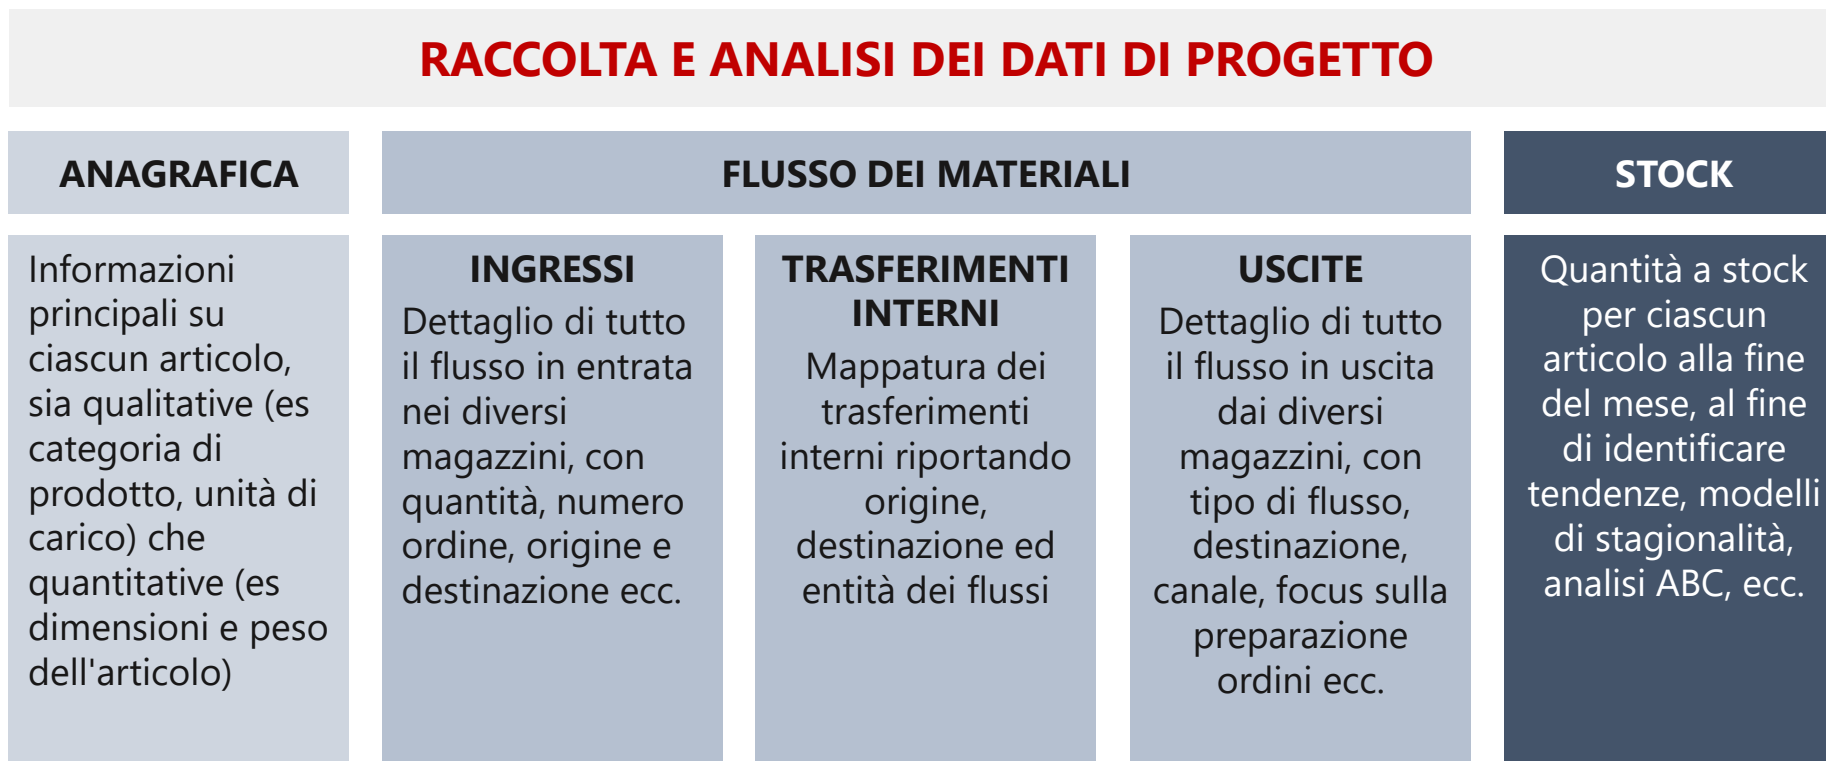 RACCOLTA E ANALISI DEI DATI DI PROGETTO
ANAGRAFICA
Informazioni
principali su
ciascun articolo,
sia qualitative (es
categoria di
prodotto, unità di
carico) che
quantitative (es
dimensioni e peso
dell'articolo)
FLUSSO DEI MATERIALI
INGRESSI
Dettaglio di tutto
il flusso in entrata
nei diversi
magazzini, con
quantità, numero
ordine, origine e
destinazione ecc.
TRASFERIMENTI
INTERNI
Mappatura dei
trasferimenti
interni riportando
origine,
destinazione ed
entità dei flussi
USCITE
Dettaglio di tutto
il flusso in uscita
dai diversi
magazzini, con
tipo di flusso,
destinazione,
canale, focus sulla
preparazione
ordini ecc.
STOCK
Quantità a stock
per ciascun
articolo alla fine
del mese, al fine
di identificare
tendenze, modelli
di stagionalità,
analisi ABC, ecc.